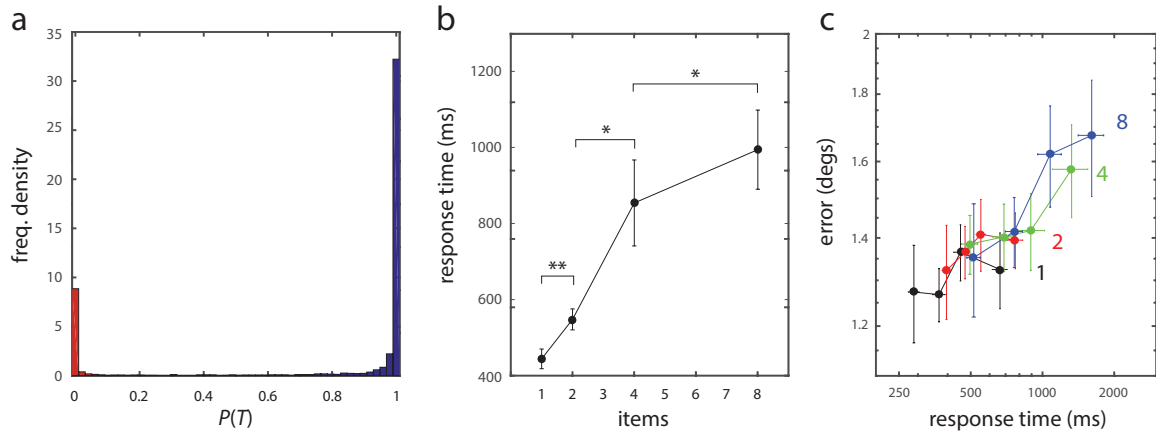 a
freq. density
35
30
25
20
15
10
5
0
0 0.2 0.4 0.6 0.8 1
P(T)
b
response time (ms)
1200
1000
800
600
400
**
*
*
1 2 3 4 5 6 7 8
items
c
error (degs)
2
1.8
1.6
1.4
1.2
8
4
2
1
250 500 1000 2000
response time (ms)